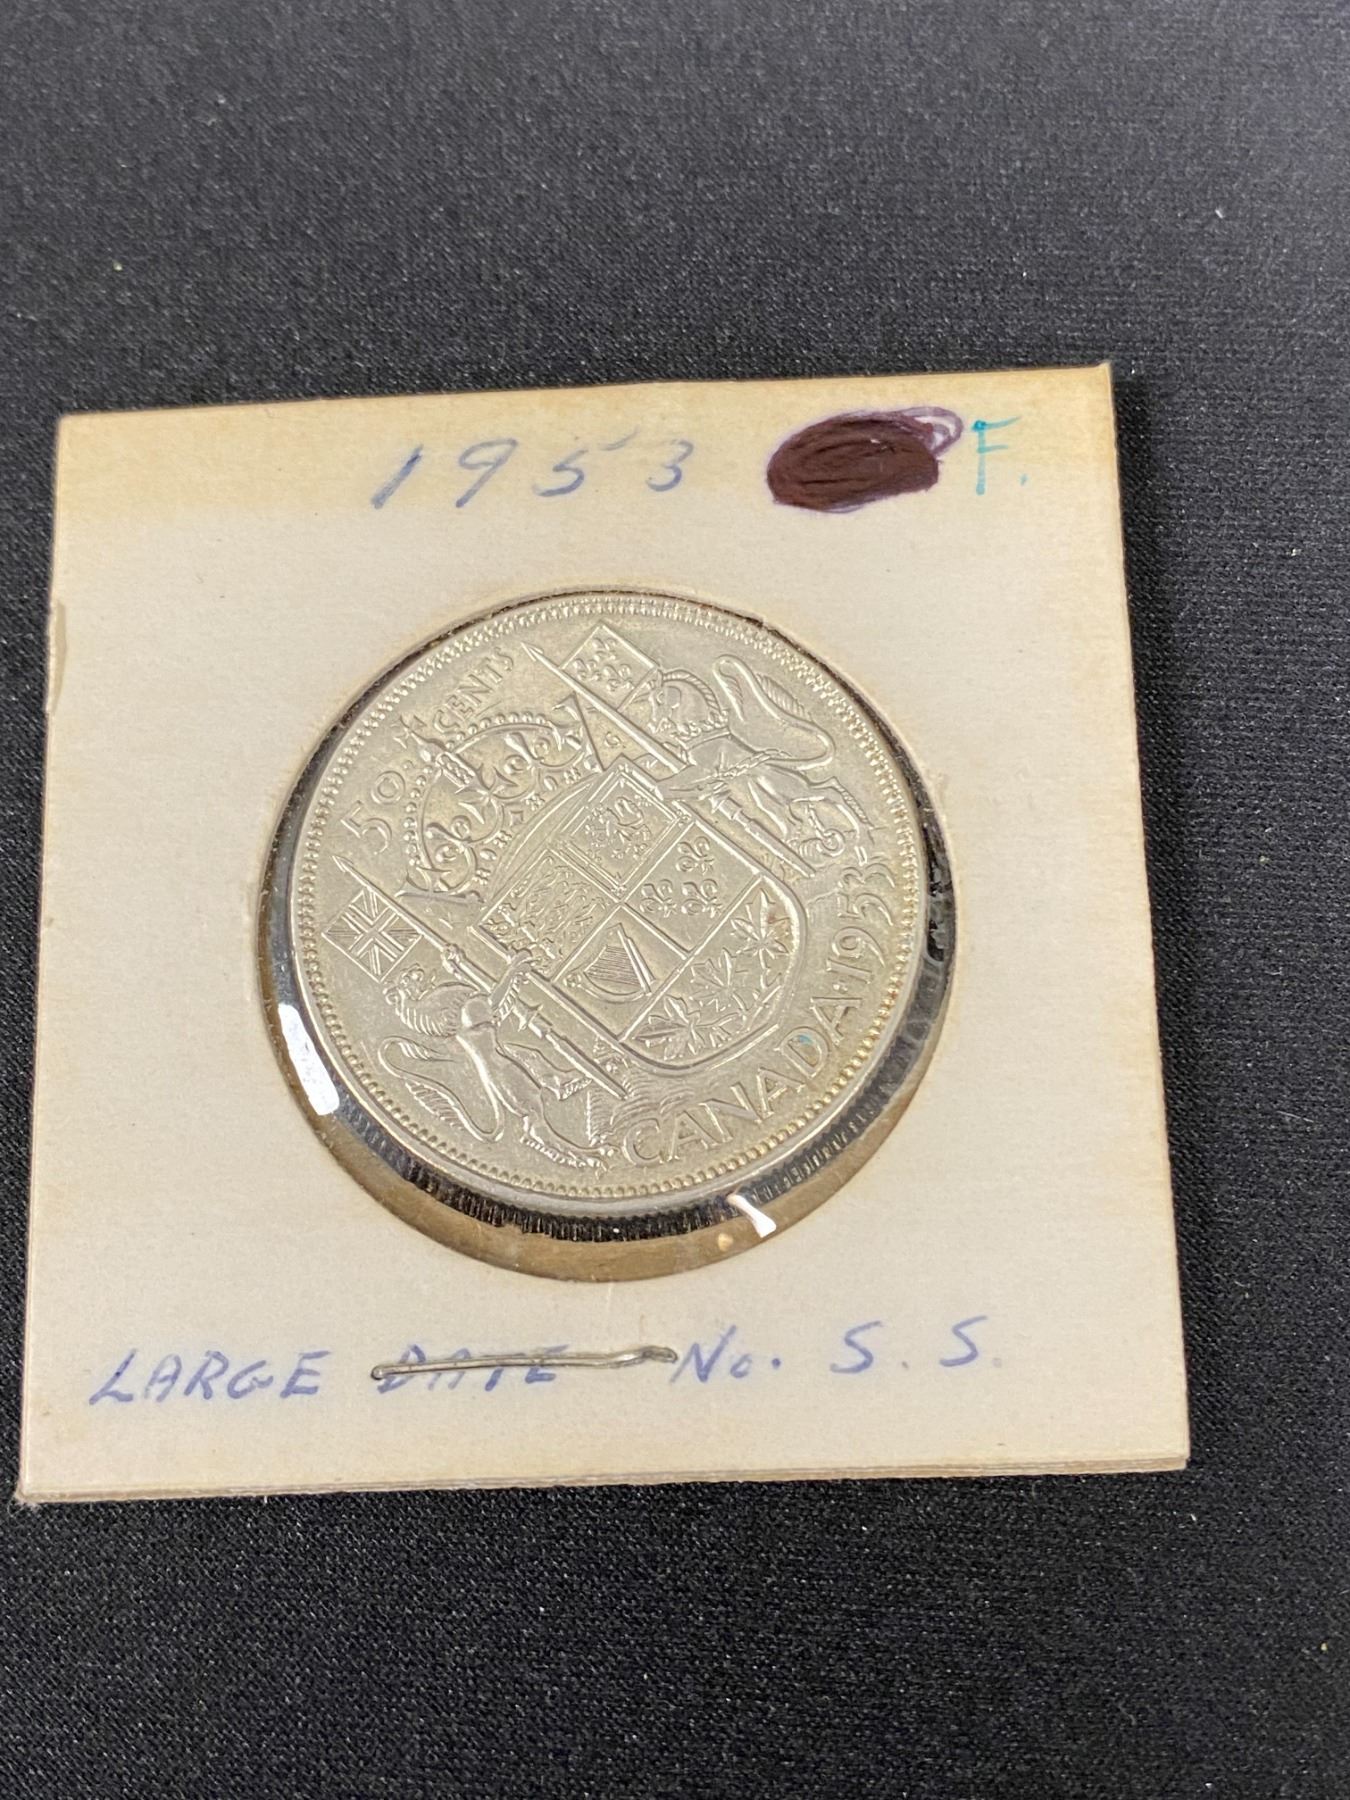 1953 F.
50 CENTS
CANADA·1953
LARGE DATE No. S. S.